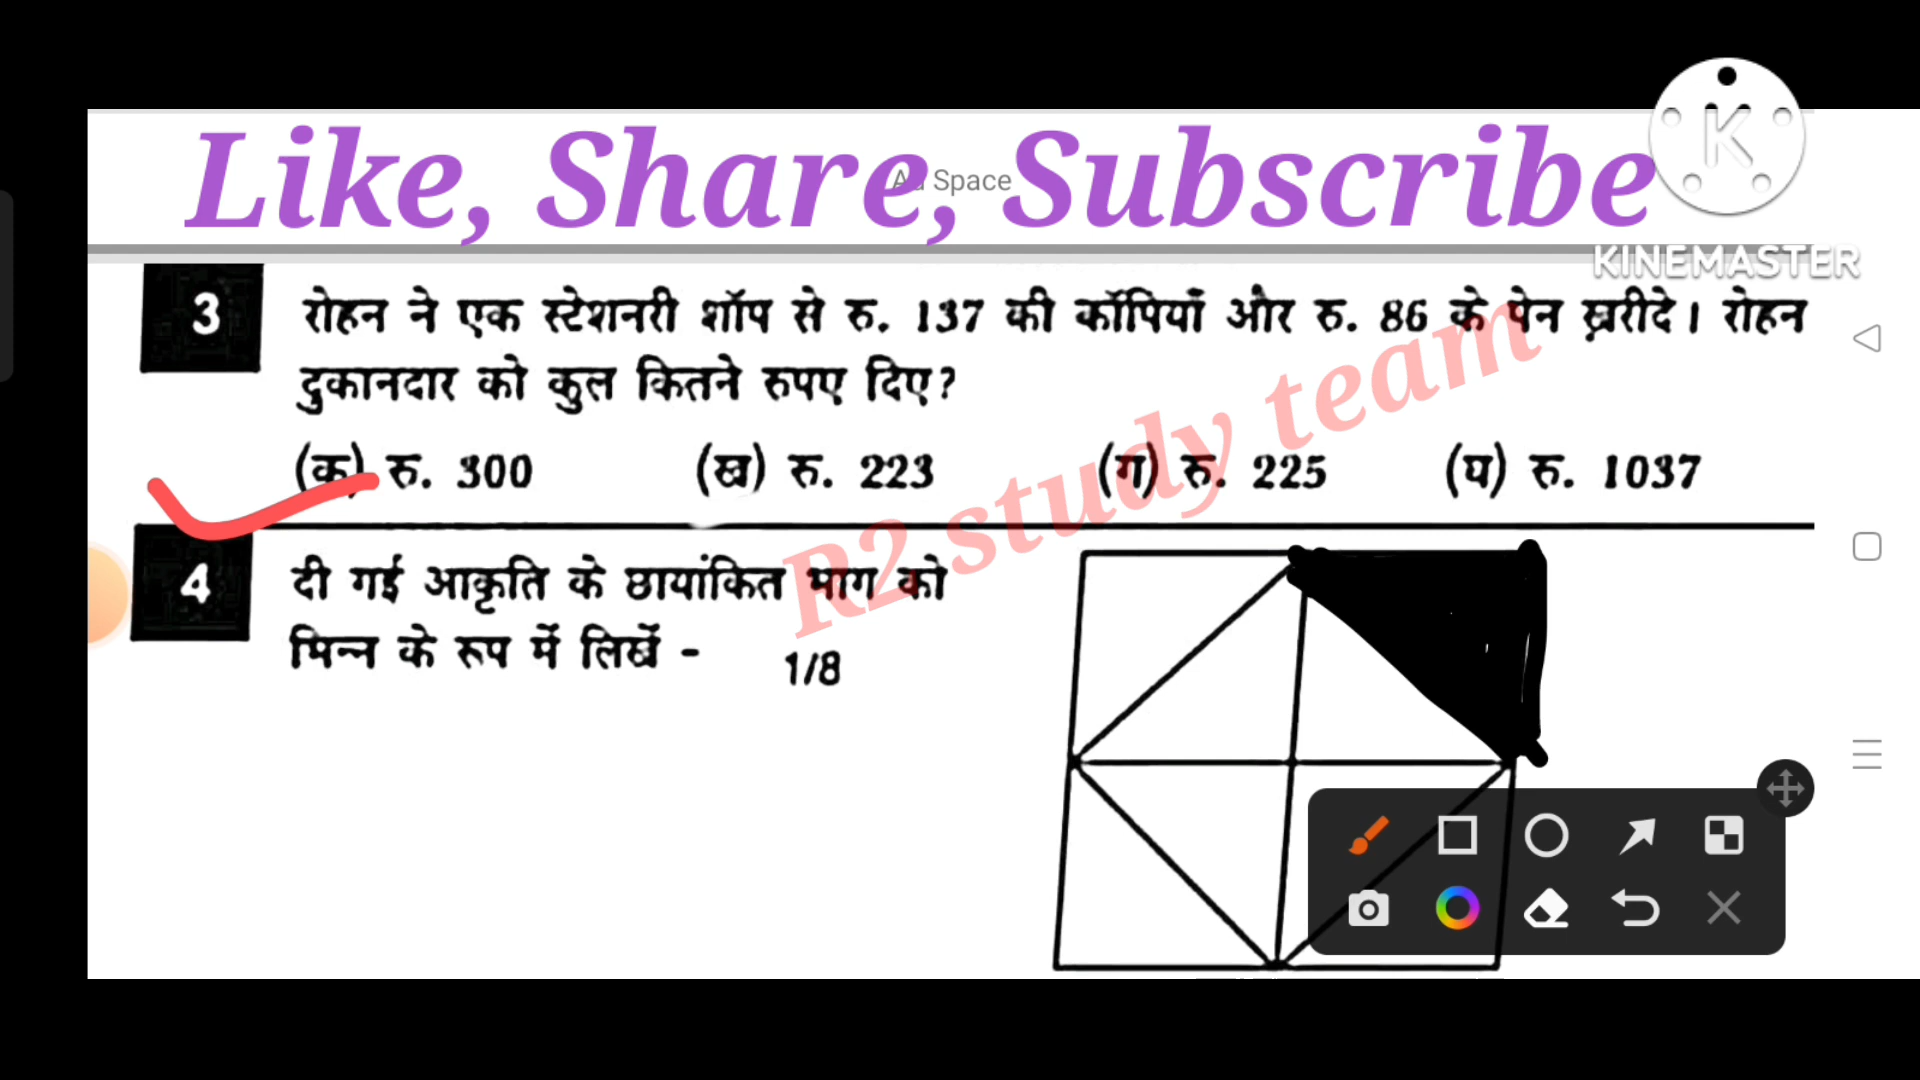 Like, Share, Subscribe
Ad Space
K
KINEMASTER
3
रोहन ने एक स्टेशनरी शॉप से रु. 137 की कॉपियाँ और रु. 86 के पेन ख़रीदे। रोहन
दुकानदार को कुल कितने रुपए दिए?
(क) रु. 300 (ख) रु. 223 (ग) रु. 225 (घ) रु. 1037
R2 study team
4
दी गई आकृति के छायांकित भाग को
भिन्न के रूप में लिखें - 1/8